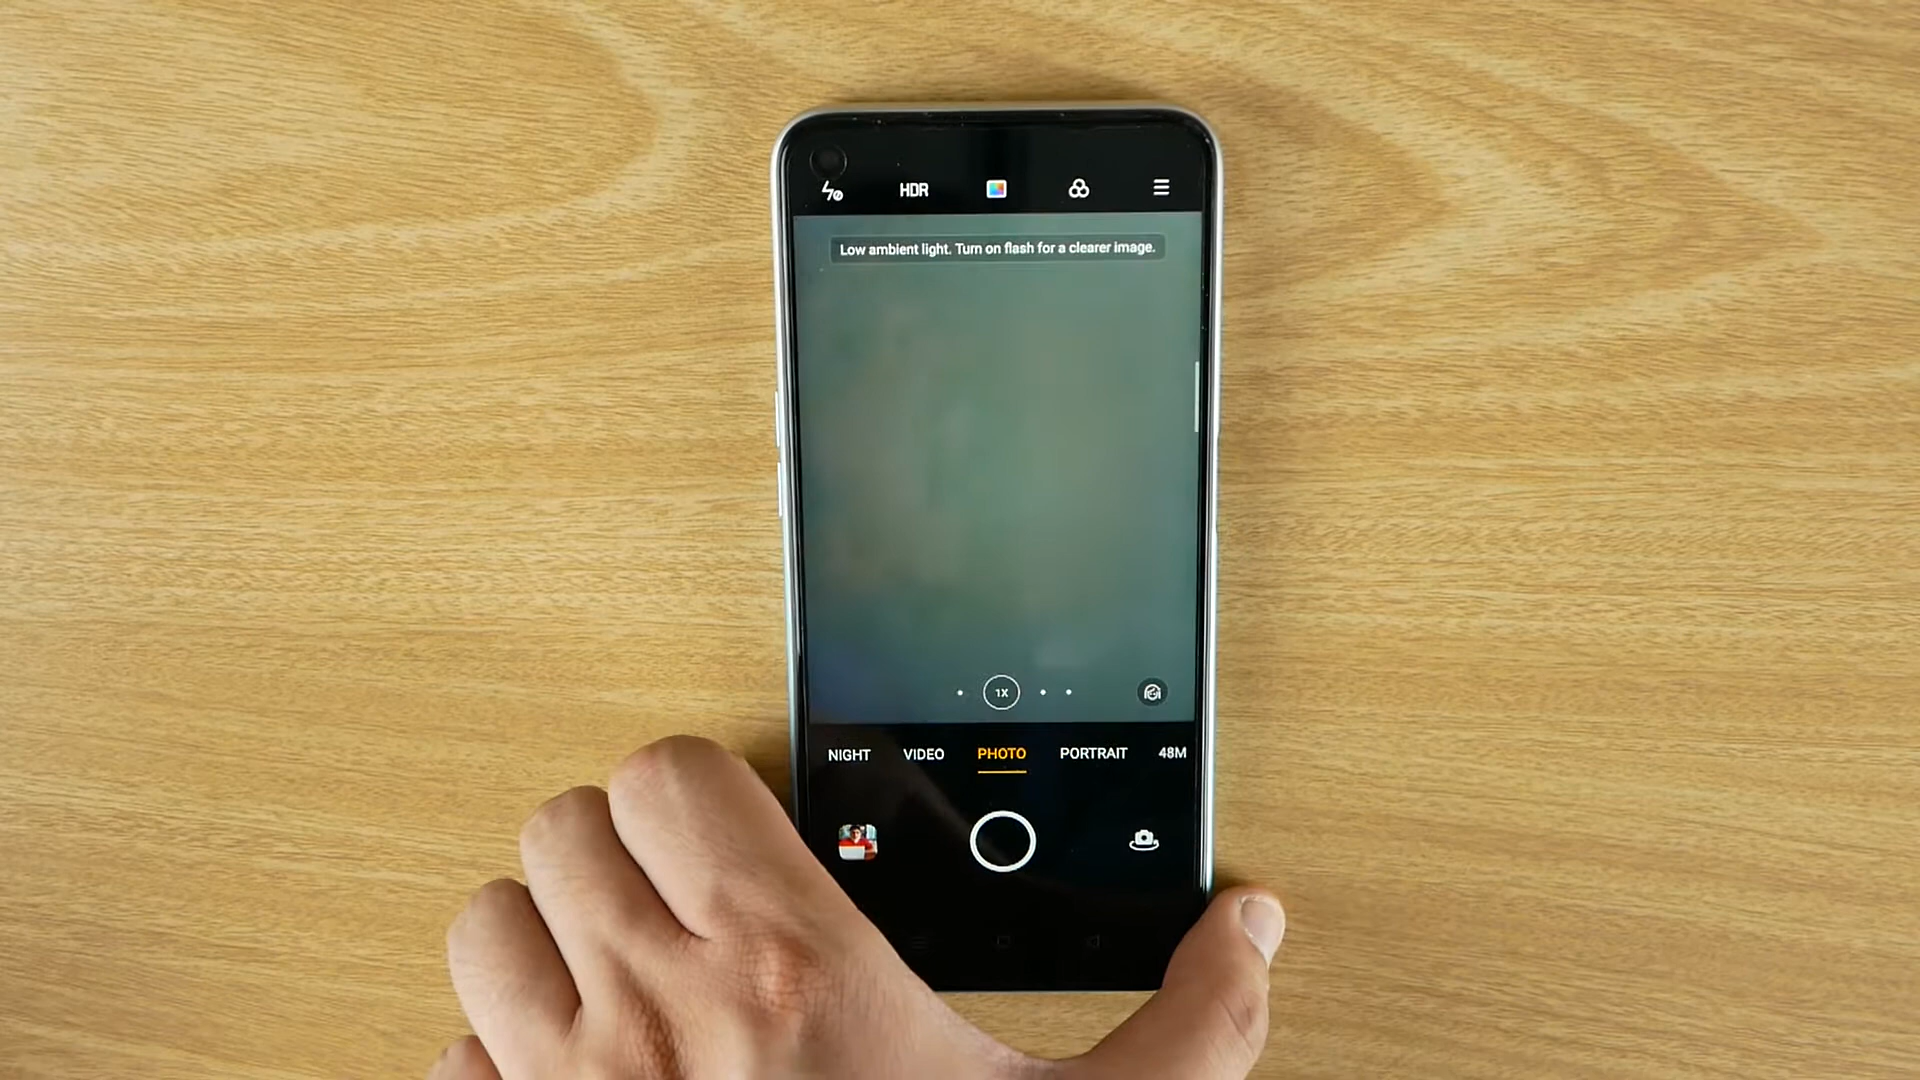 HDR
Low ambient light. Turn on flash for a clearer image.
1X
NIGHT VIDEO PHOTO PORTRAIT 48M